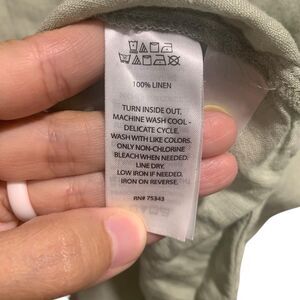 100% LINEN
TURN INSIDE OUT.
MACHINE WASH COOL -
DELICATE CYCLE.
WASH WITH LIKE COLORS.
ONLY NON-CHLORINE
BLEACH WHEN NEEDED.
LINE DRY.
LOW IRON IF NEEDED.
IRON ON REVERSE.
RN# 75343